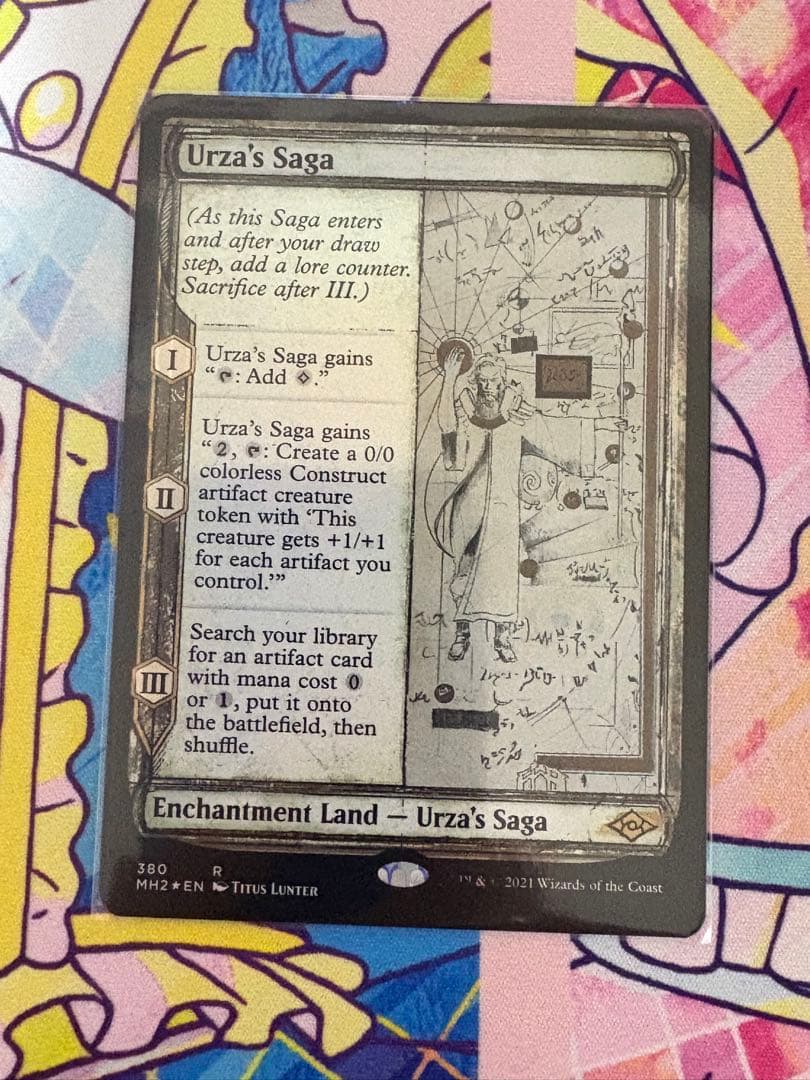 Urza's Saga
(As this Saga enters
and after your draw
step, add a lore counter.
Sacrifice after III.)
I
Urza's Saga gains
“: Add .”
II
Urza's Saga gains
“2, : Create a 0/0
colorless Construct
artifact creature
token with ‘This
creature gets +1/+1
for each artifact you
control.’”
III
Search your library
for an artifact card
with mana cost 0
or 1, put it onto
the battlefield, then
shuffle.
Enchantment Land — Urza's Saga
380 R
MH2★EN Titus Lunter
™ & © 2021 Wizards of the Coast